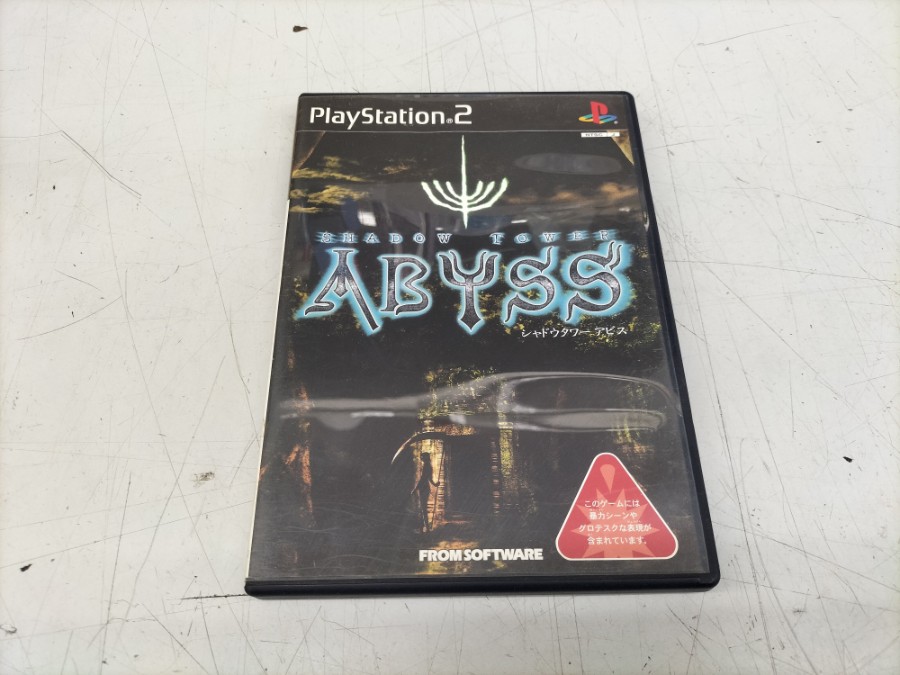 PlayStation®2
SHADOW TOWER
ABYSS
シャドウタワー アビス
このゲームには
暴力シーンや
グロテスクな表現が
含まれています。
FROMSOFTWARE